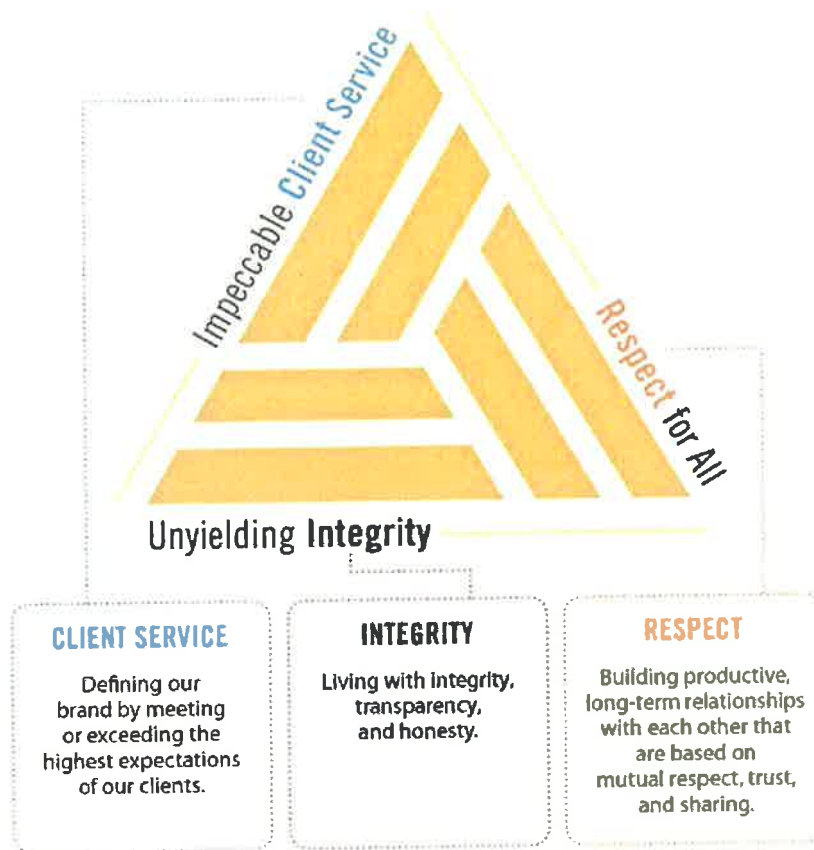 Impeccable Client Service
Respect for All
Unyielding Integrity
CLIENT SERVICE
Defining our
brand by meeting
or exceeding the
highest expectations
of our clients.
INTEGRITY
Living with integrity,
transparency,
and honesty.
RESPECT
Building productive,
long-term relationships
with each other that
are based on
mutual respect, trust,
and sharing.